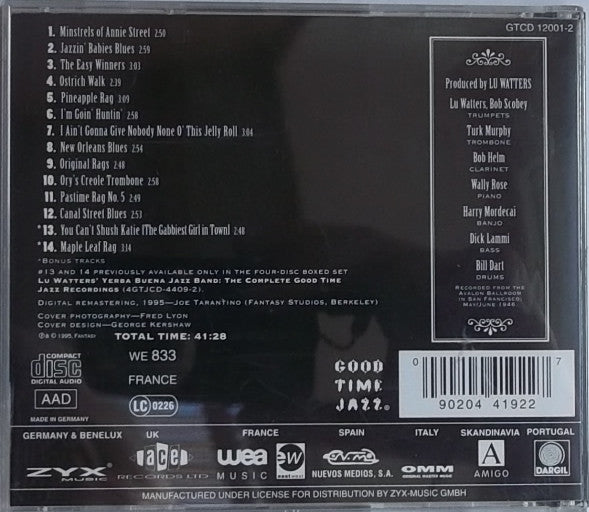 GTCD 12001-2
1. Minstrels of Annie Street 2:50
2. Jazzin' Babies Blues 2:59
3. The Easy Winners 3:03
4. Ostrich Walk 2:39
5. Pineapple Rag 3:09
6. I'm Goin' Huntin' 2:58
7. I Ain't Gonna Give Nobody None O' This Jelly Roll 3:04
8. New Orleans Blues 2:54
9. Original Rags 2:48
10. Ory's Creole Trombone 2:58
11. Pastime Rag No. 5 2:49
12. Canal Street Blues 2:53
*13. You Can't Shush Katie [The Gabbiest Girl in Town] 2:48
*14. Maple Leaf Rag 3:14
*BONUS TRACKS
#13 AND 14 PREVIOUSLY AVAILABLE ONLY IN THE FOUR-DISC BOXED SET
LU WATTERS' YERBA BUENA JAZZ BAND: THE COMPLETE GOOD TIME
JAZZ RECORDINGS (4GTJCD-4409-2).
DIGITAL REMASTERING, 1995—JOE TARANTINO (FANTASY STUDIOS, BERKELEY)
COVER PHOTOGRAPHY—FRED LYON
COVER DESIGN—GEORGE KERSHAW
℗ & © 1995, FANTASY TOTAL TIME: 41:28
Produced by LU WATTERS
Lu Watters, Bob Scobey
TRUMPETS
Turk Murphy
TROMBONE
Bob Helm
CLARINET
Wally Rose
PIANO
Harry Mordecai
BANJO
Dick Lammi
BASS
Bill Dart
DRUMS
RECORDED FROM THE
AVALON BALLROOM
IN SAN FRANCISCO,
MAY/JUNE 1946.
COMPACT
disc
DIGITAL AUDIO
AAD
MADE IN GERMANY
WE 833
FRANCE
LC 0226
GOOD
TIME
JAZZ®
0 90204 41922 7
GERMANY & BENELUX UK FRANCE SPAIN ITALY SKANDINAVIA PORTUGAL
ZYX
MUSIC
ace
RECORDS LTD
wea
MUSIC
NUEVOS MEDIOS, S.A.
OMM
A
AMIGO
DARGIL
MANUFACTURED UNDER LICENSE FOR DISTRIBUTION BY ZYX-MUSIC GMBH